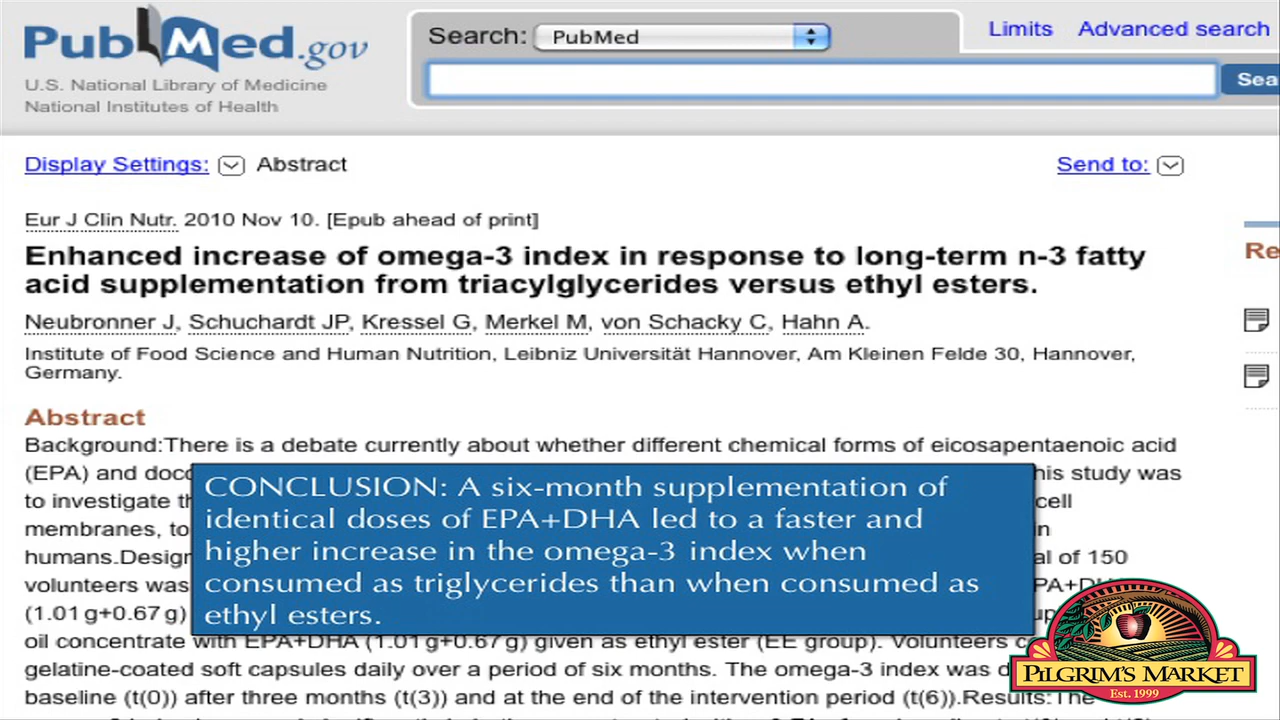 PubMed.gov
U.S. National Library of Medicine
National Institutes of Health
Search: PubMed
Limits Advanced search
Display Settings: Abstract
Send to:
Eur J Clin Nutr. 2010 Nov 10. [Epub ahead of print]
Enhanced increase of omega-3 index in response to long-term n-3 fatty
acid supplementation from triacylglycerides versus ethyl esters.
Neubronner J, Schuchardt JP, Kressel G, Merkel M, von Schacky C, Hahn A.
Institute of Food Science and Human Nutrition, Leibniz Universität Hannover, Am Kleinen Felde 30, Hannover,
Germany.
Abstract
Background:There is a debate currently about whether different chemical forms of eicosapentaenoic acid
(EPA) and his study was
to investigate cell
membranes, to in
humans.Design al of 150
volunteers was
(1.01 g+0.67 g)
oil concentrate with EPA+DHA (1.01 g+0.67 g) given as ethyl ester (EE group). Volunteers
gelatine-coated soft capsules daily over a period of six months. The omega-3 index was
baseline (t(0)) after three months (t(3)) and at the end of the intervention period (t(6)).Results:The
CONCLUSION: A six-month supplementation of
identical doses of EPA+DHA led to a faster and
higher increase in the omega-3 index when
consumed as triglycerides than when consumed as
ethyl esters.
PILGRIM'S MARKET
Est. 1999